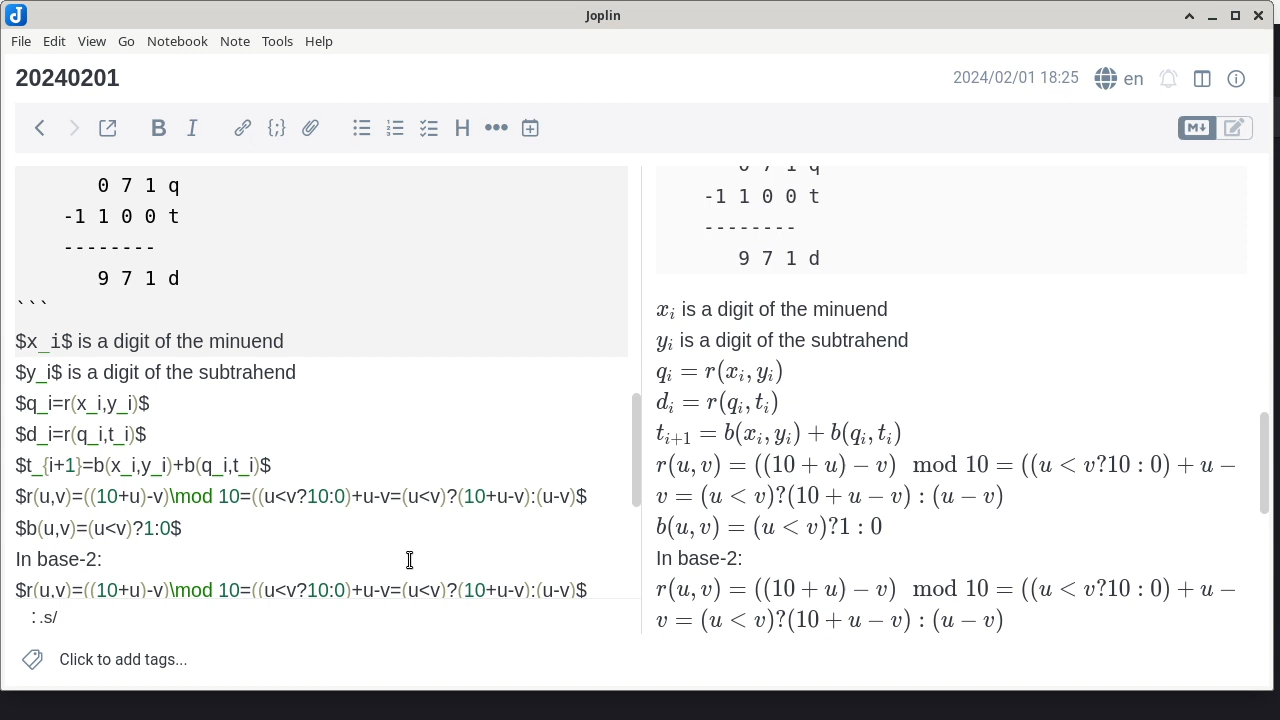 Joplin
File Edit View Go Notebook Note Tools Help
20240201
2024/02/01 18:25 en
0 7 1 q
-1 1 0 0 t
--------
9 7 1 d
```
$x_i$ is a digit of the minuend
$y_i$ is a digit of the subtrahend
$q_i=r(x_i,y_i)$
$d_i=r(q_i,t_i)$
$t_{i+1}=b(x_i,y_i)+b(q_i,t_i)$
$r(u,v)=((10+u)-v)\mod 10=((u<v?10:0)+u-v=(u<v)?(10+u-v):(u-v)$
$b(u,v)=(u<v)?1:0$
In base-2:
$r(u,v)=((10+u)-v)\mod 10=((u<v?10:0)+u-v=(u<v)?(10+u-v):(u-v)$
: .s/
0 7 1 q
-1 1 0 0 t
--------
9 7 1 d
xᵢ is a digit of the minuend
yᵢ is a digit of the subtrahend
qᵢ = r(xᵢ, yᵢ)
dᵢ = r(qᵢ, tᵢ)
tᵢ₊₁ = b(xᵢ, yᵢ) + b(qᵢ, tᵢ)
r(u, v) = ((10 + u) − v) mod 10 = ((u < v?10 : 0) + u −
v = (u < v)?(10 + u − v) : (u − v)
b(u, v) = (u < v)?1 : 0
In base-2:
r(u, v) = ((10 + u) − v) mod 10 = ((u < v?10 : 0) + u −
v = (u < v)?(10 + u − v) : (u − v)
Click to add tags...